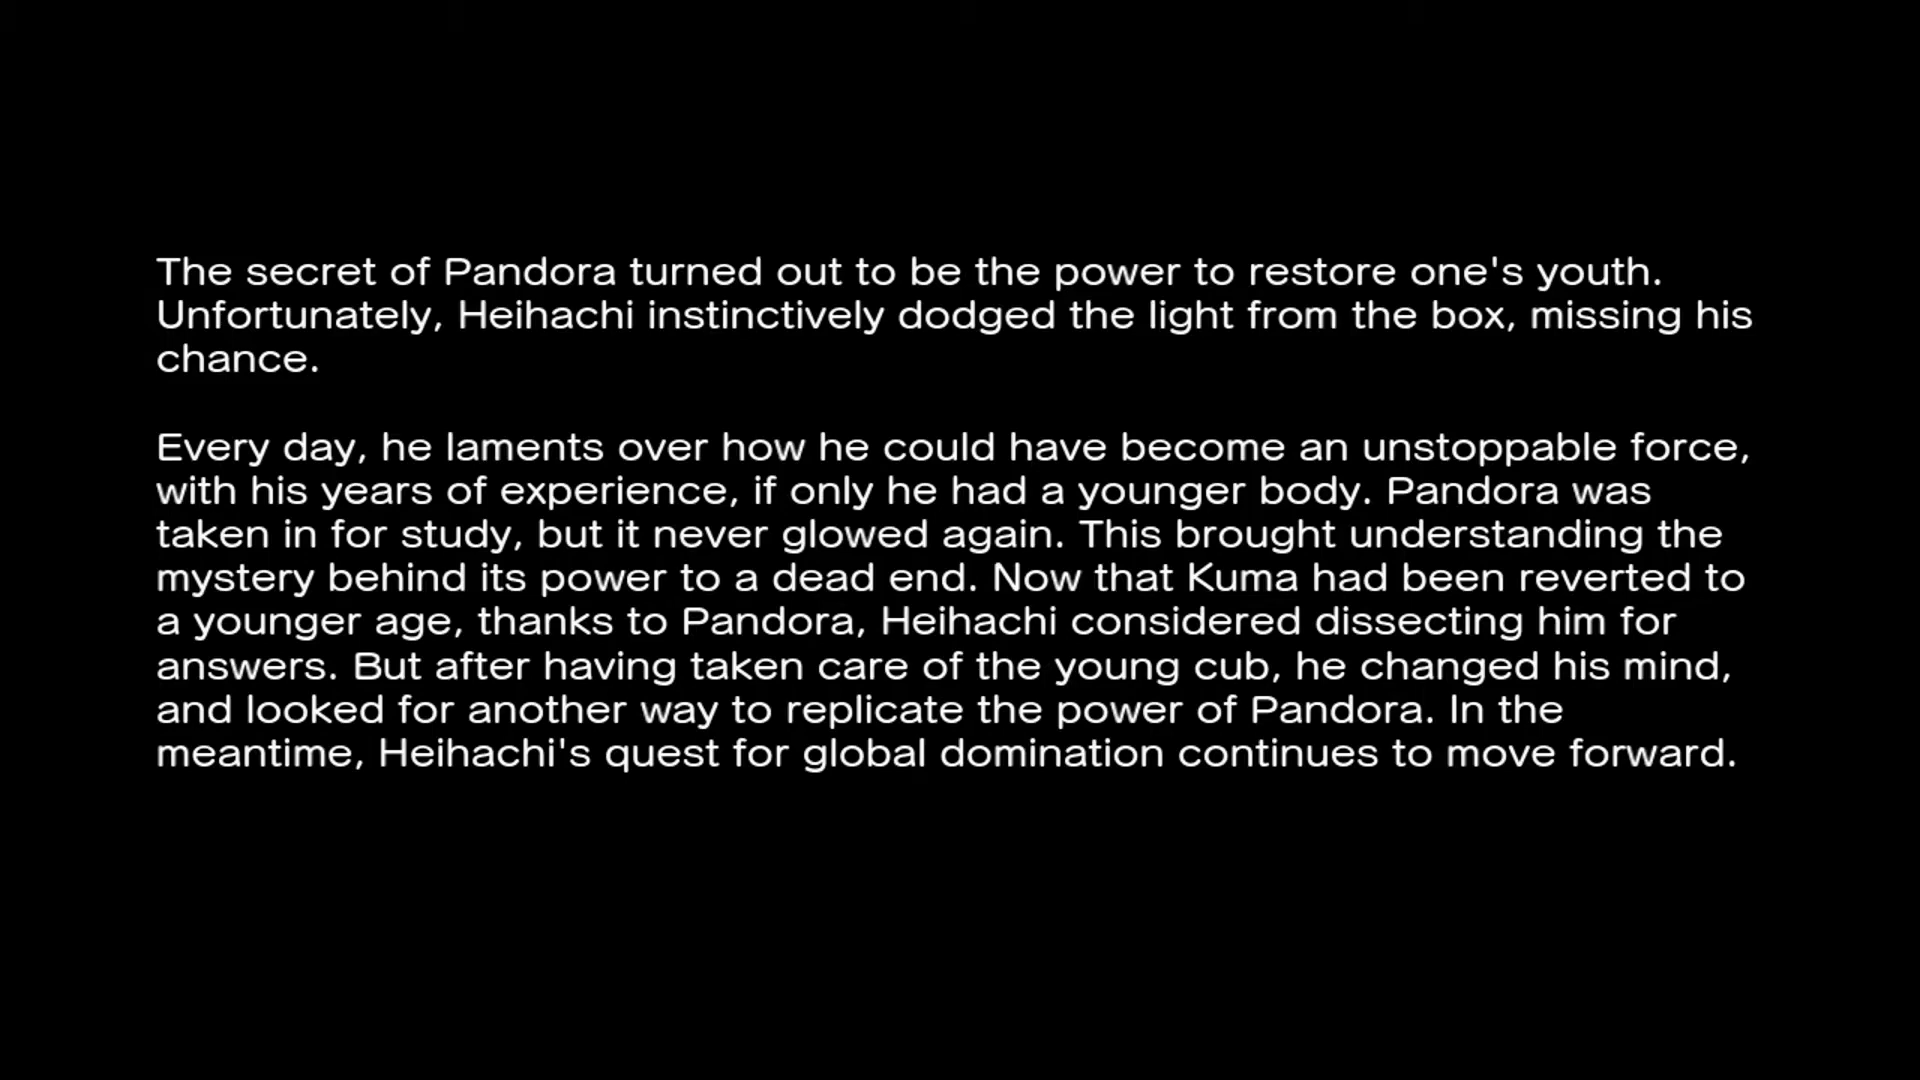 The secret of Pandora turned out to be the power to restore one's youth.
Unfortunately, Heihachi instinctively dodged the light from the box, missing his
chance.
Every day, he laments over how he could have become an unstoppable force,
with his years of experience, if only he had a younger body. Pandora was
taken in for study, but it never glowed again. This brought understanding the
mystery behind its power to a dead end. Now that Kuma had been reverted to
a younger age, thanks to Pandora, Heihachi considered dissecting him for
answers. But after having taken care of the young cub, he changed his mind,
and looked for another way to replicate the power of Pandora. In the
meantime, Heihachi's quest for global domination continues to move forward.